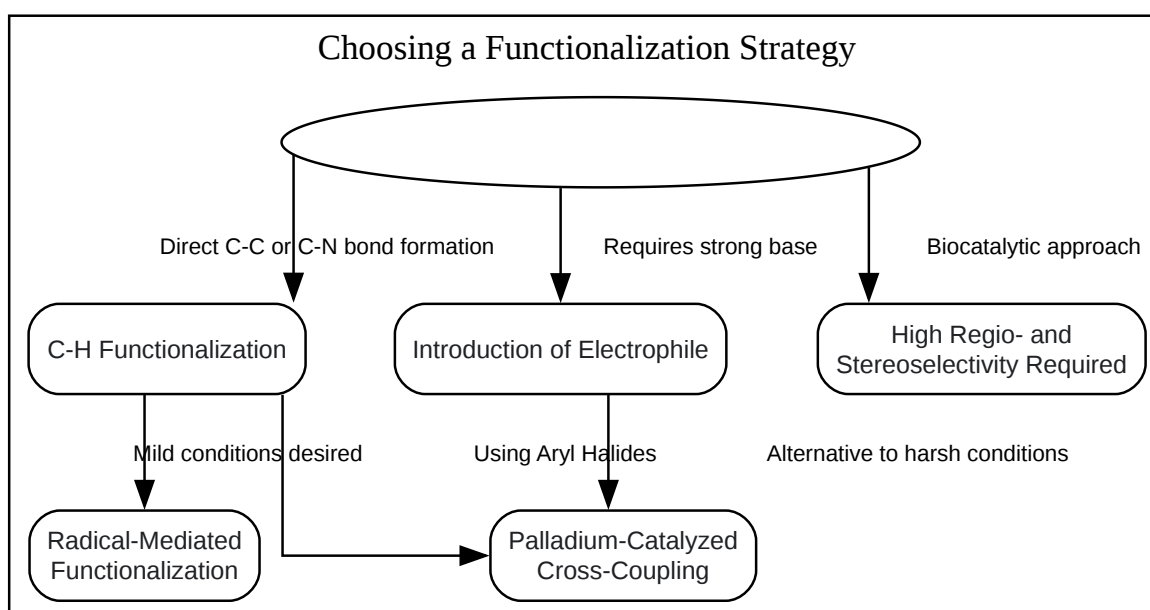 Choosing a Functionalization Strategy
Direct C-C or C-N bond formation
Requires strong base
Biocatalytic approach
C-H Functionalization
Introduction of Electrophile
High Regio- and
Stereoselectivity Required
Mild conditions desired
Using Aryl Halides
Alternative to harsh conditions
Radical-Mediated
Functionalization
Palladium-Catalyzed
Cross-Coupling